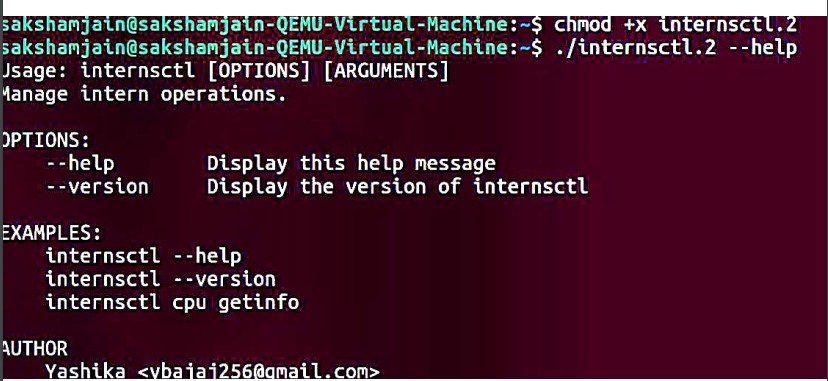 sakshamjain@sakshamjain-QEMU-Virtual-Machine:~$ chmod +x internsctl.2
sakshamjain@sakshamjain-QEMU-Virtual-Machine:~$ ./internsctl.2 --help
Usage: internsctl [OPTIONS] [ARGUMENTS]
Manage intern operations.
OPTIONS:
--help Display this help message
--version Display the version of internsctl
EXAMPLES:
internsctl --help
internsctl --version
internsctl cpu getinfo
AUTHOR
Yashika <ybajaj256@gmail.com>